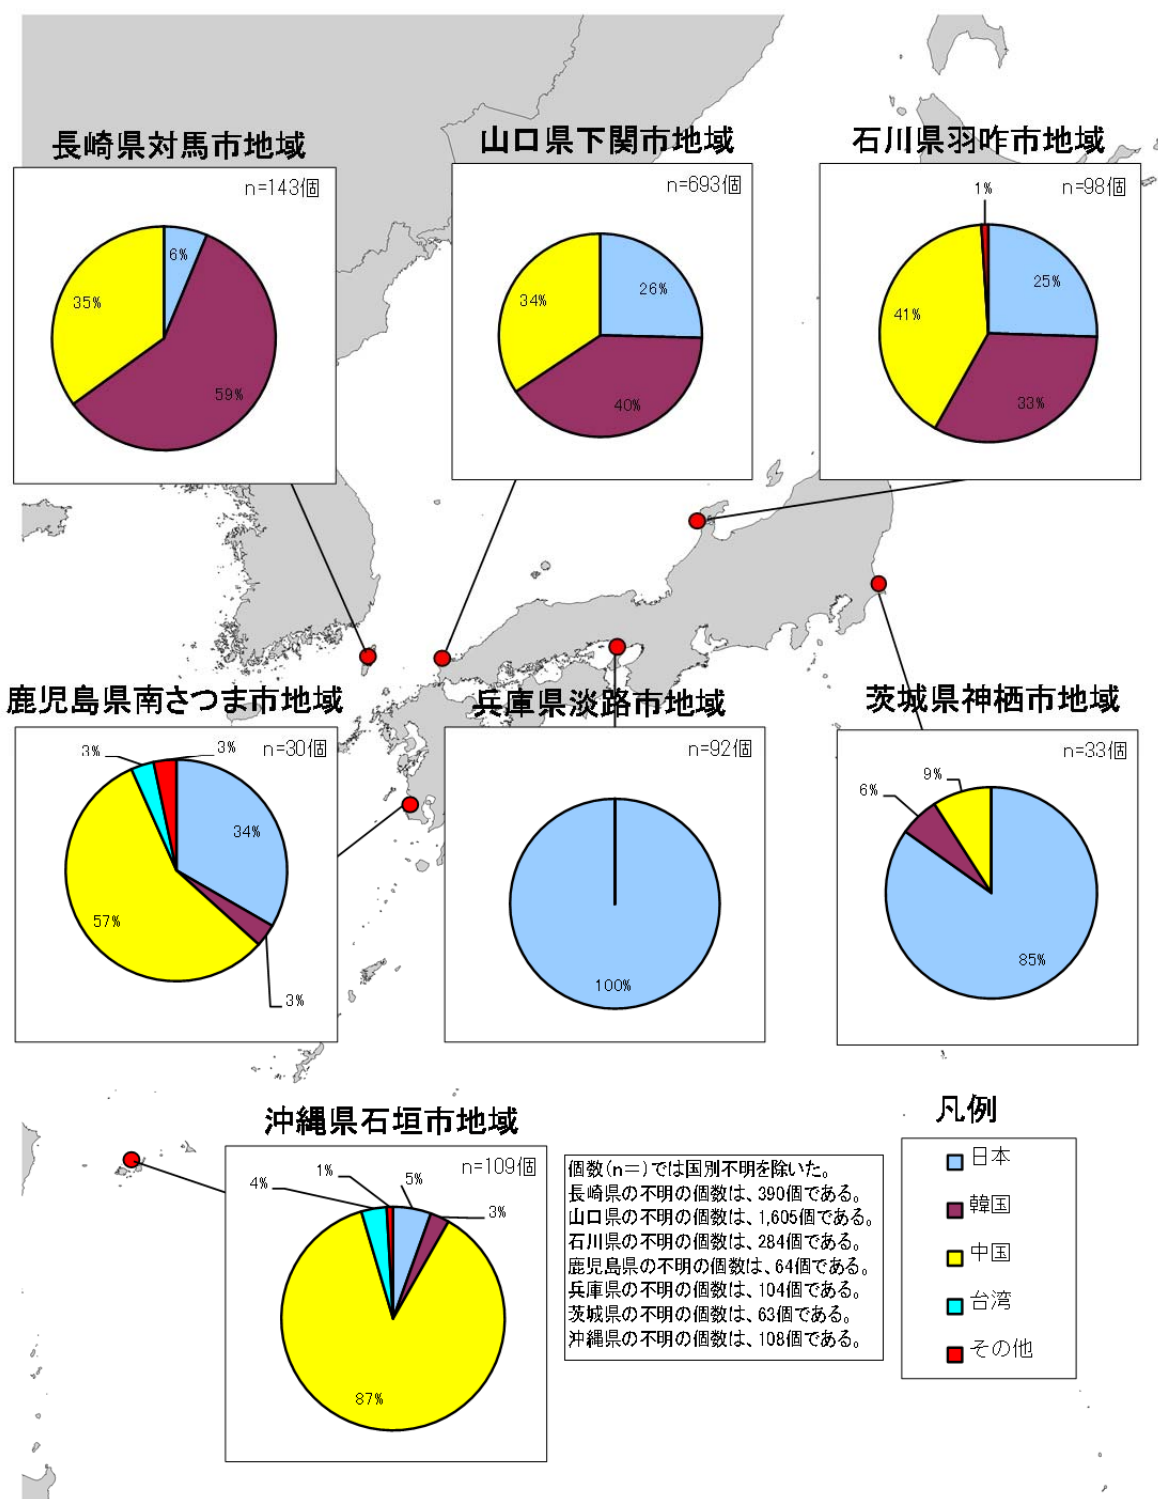 長崎県対馬市地域
n=143個
6%
35%
59%
山口県下関市地域
n=693個
26%
34%
40%
石川県羽咋市地域
n=98個
1%
25%
41%
33%
鹿児島県南さつま市地域
n=30個
3%
3%
34%
57%
3%
兵庫県淡路市地域
n=92個
100%
茨城県神栖市地域
n=33個
9%
6%
85%
沖縄県石垣市地域
n=109個
1%
4%
5%
3%
87%
個数(n=)では国別不明を除いた。
長崎県の不明の個数は、390個である。
山口県の不明の個数は、1,605個である。
石川県の不明の個数は、284個である。
鹿児島県の不明の個数は、64個である。
兵庫県の不明の個数は、104個である。
茨城県の不明の個数は、63個である。
沖縄県の不明の個数は、108個である。
凡例
日本
韓国
中国
台湾
その他